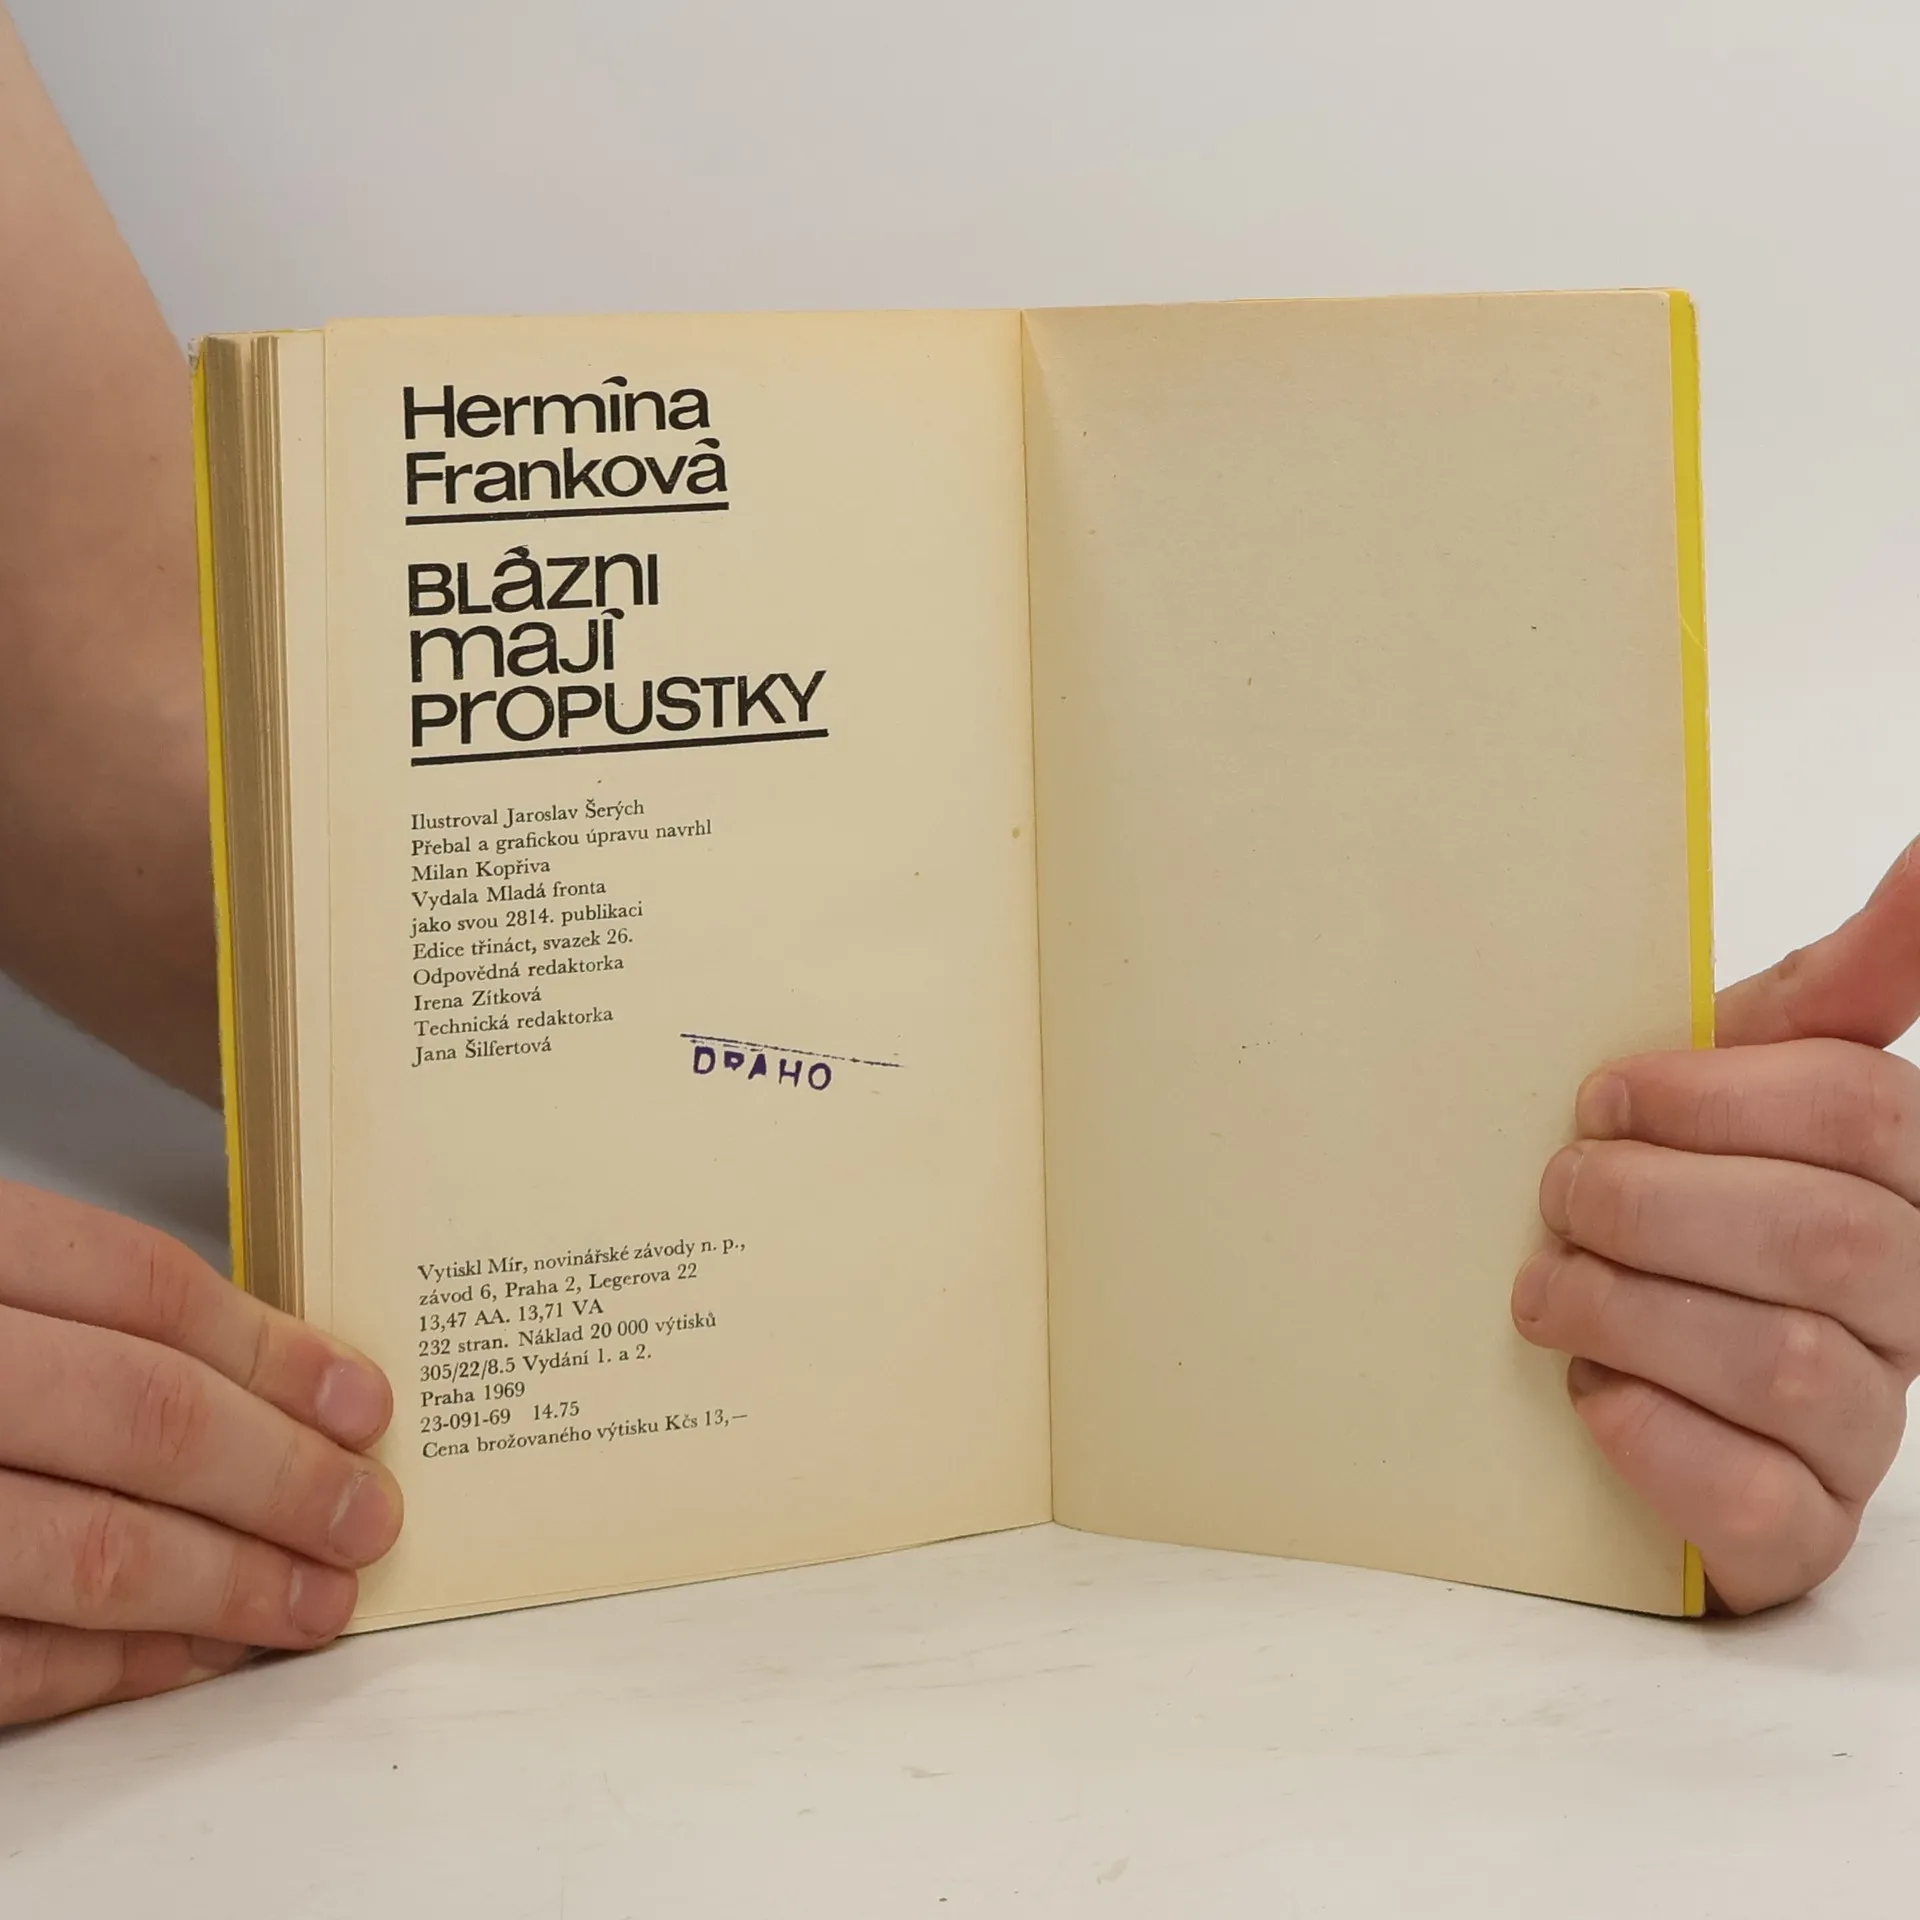 Hermína
Franková
BLáznI
mají
PrOPUSTKY
Ilustroval Jaroslav Šerých
Přebal a grafickou úpravu navrhl
Milan Kopřiva
Vydala Mladá fronta
jako svou 2814. publikaci
Edice třináct, svazek 26.
Odpovědná redaktorka
Irena Zítková
Technická redaktorka
Jana Šilfertová
DRAHO
Vytiskl Mír, novinářské závody n. p.,
závod 6, Praha 2, Legerova 22
13,47 AA. 13,71 VA
232 stran. Náklad 20 000 výtisků
305/22/8.5 Vydání 1. a 2.
Praha 1969
23-091-69 14.75
Cena brožovaného výtisku Kčs 13,—